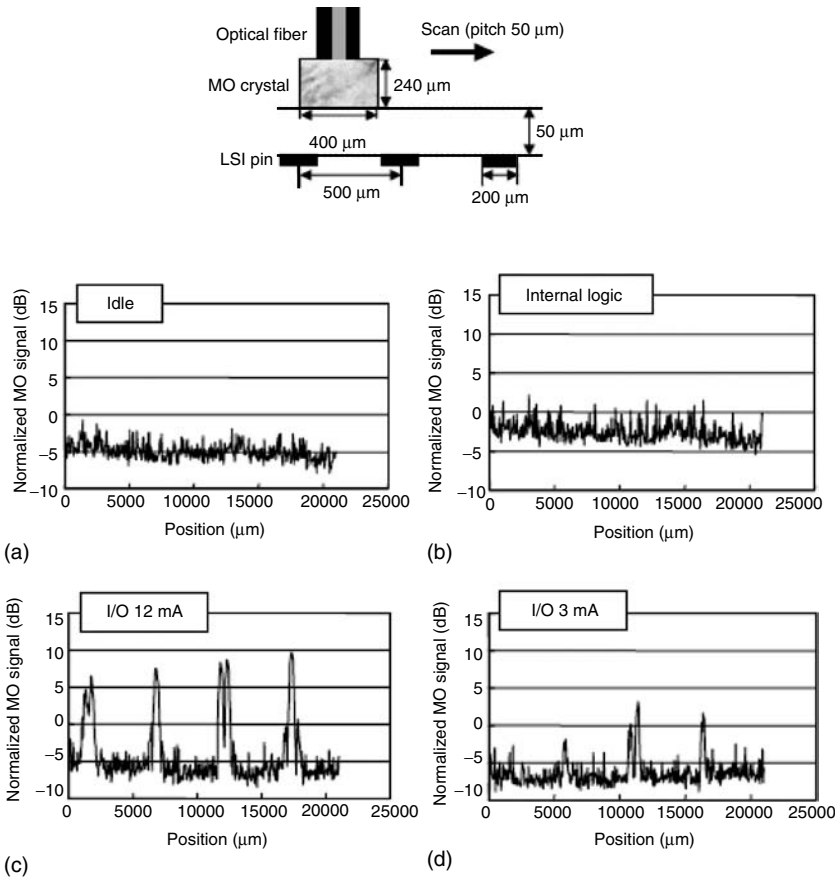 Optical fiber
Scan (pitch 50 μm)
MO crystal
240 μm
400 μm
50 μm
LSI pin
500 μm
200 μm
Idle
Normalized MO signal (dB)
15
10
5
0
−5
−10
0 5000 10000 15000 20000 25000
Position (μm)
(a)
Internal logic
Normalized MO signal (dB)
15
10
5
0
−5
−10
0 5000 10000 15000 20000 25000
Position (μm)
(b)
I/O 12 mA
Normalized MO signal (dB)
15
10
5
0
−5
−10
0 5000 10000 15000 20000 25000
Position (μm)
(c)
I/O 3 mA
Normalized MO signal (dB)
15
10
5
0
−5
−10
0 5000 10000 15000 20000 25000
Position (μm)
(d)